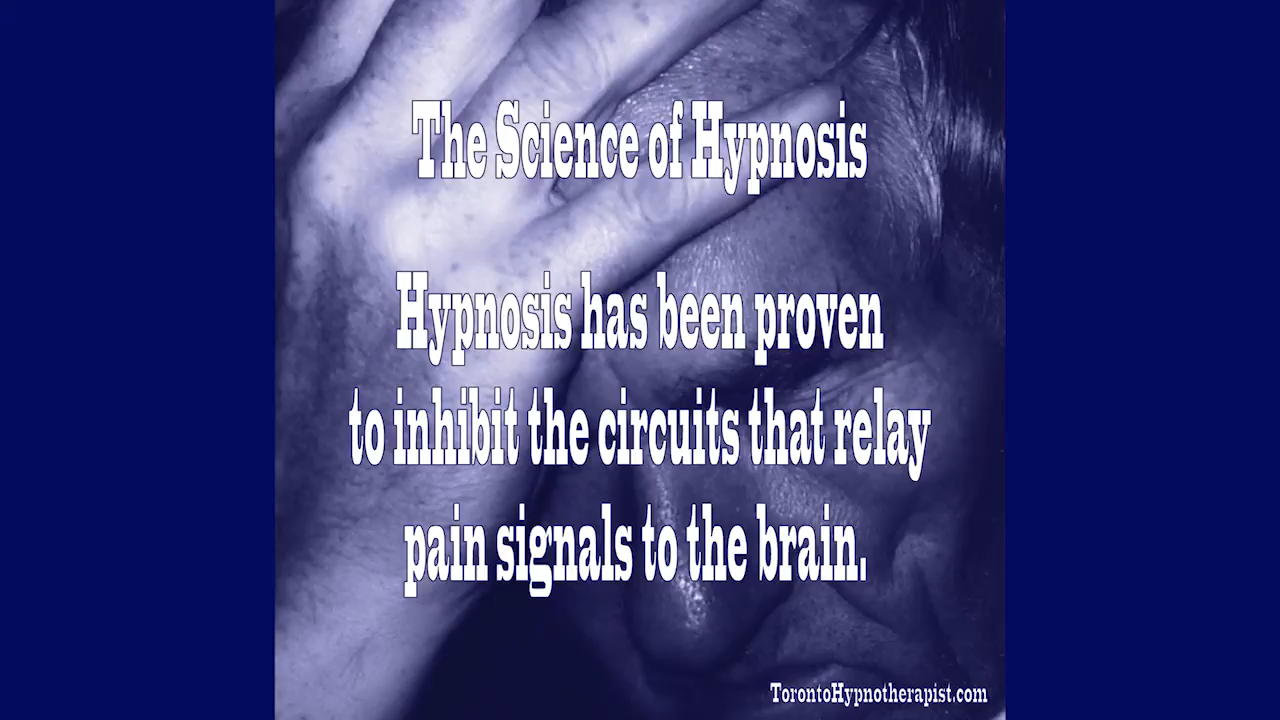 The Science of Hypnosis
Hypnosis has been proven
to inhibit the circuits that relay
pain signals to the brain.
TorontoHypnotherapist.com